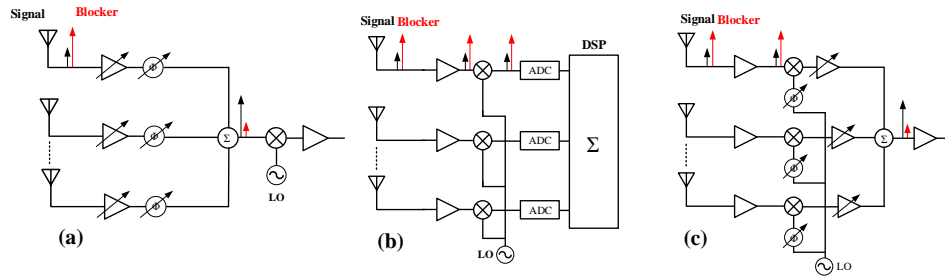 Signal Blocker
Φ
Φ
Φ
Σ
LO
(a)
Signal Blocker
DSP
ADC
ADC
ADC
Σ
LO
(b)
Signal Blocker
Φ
Φ
Φ
Σ
LO
(c)